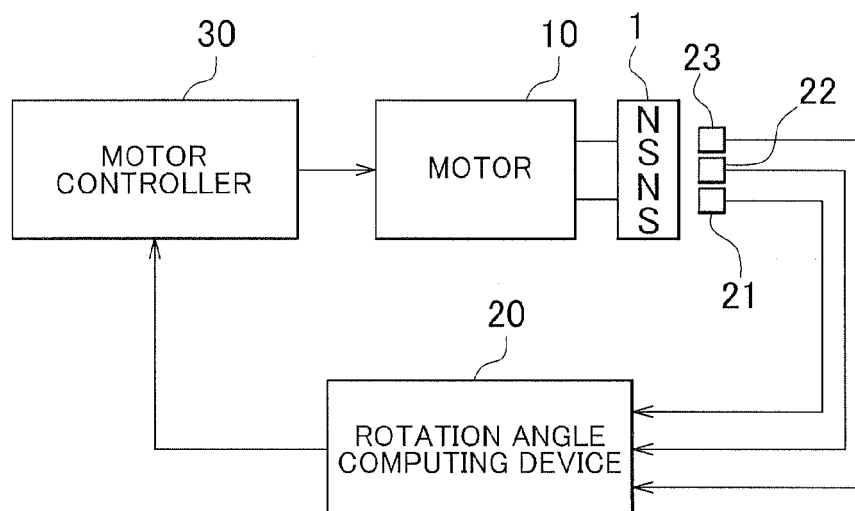 30
10
1
23
22
MOTOR
CONTROLLER
MOTOR
N
S
N
S
21
20
ROTATION ANGLE
COMPUTING DEVICE